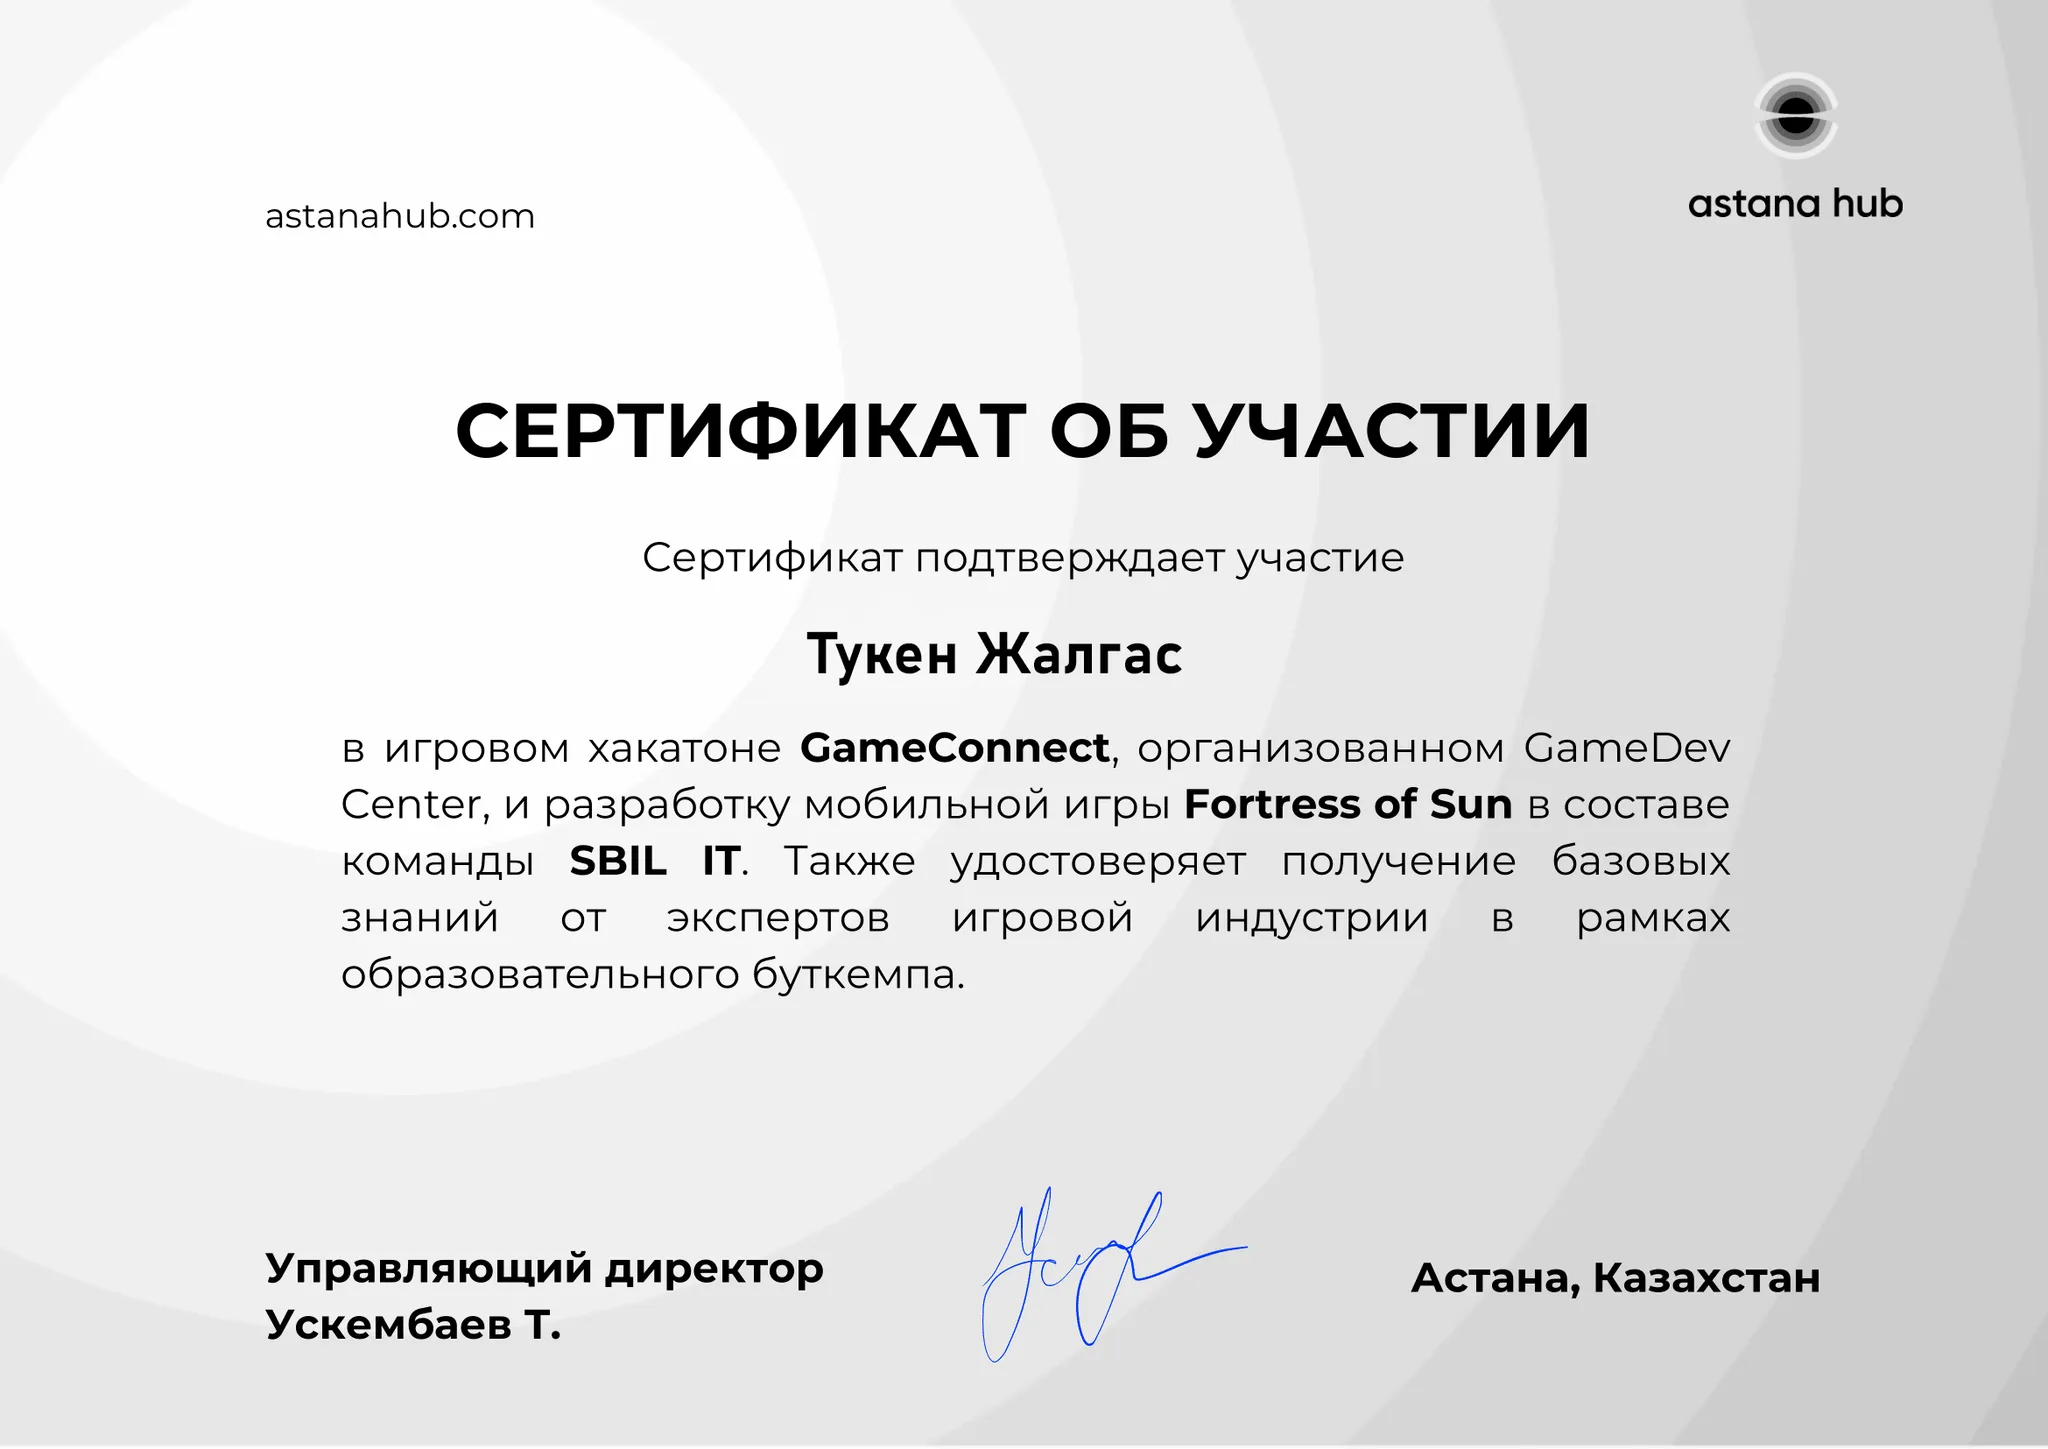 astanahub.com
astana hub
СЕРТИФИКАТ ОБ УЧАСТИИ
Сертификат подтверждает участие
Тукен Жалгас
в игровом хакатоне GameConnect, организованном GameDev
Center, и разработку мобильной игры Fortress of Sun в составе
команды SBIL IT. Также удостоверяет получение базовых
знаний от экспертов игровой индустрии в рамках
образовательного буткемпа.
Управляющий директор
Ускембаев Т.
Астана, Казахстан